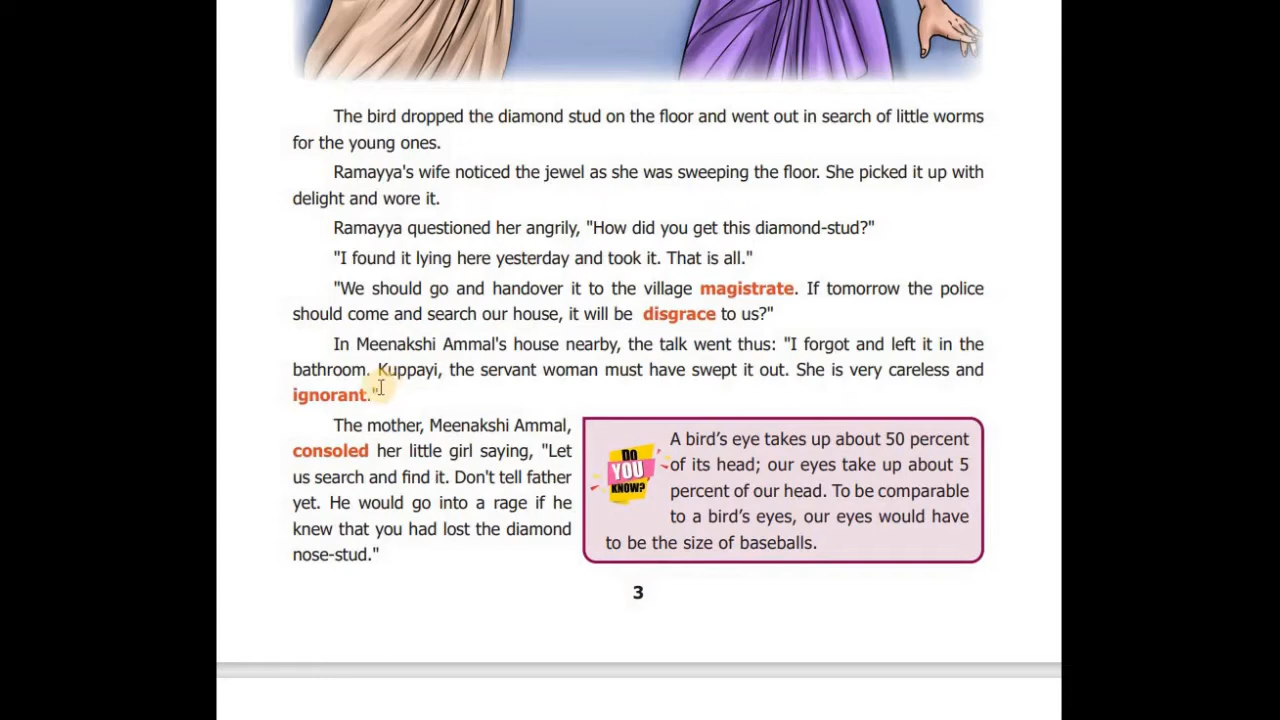 The bird dropped the diamond stud on the floor and went out in search of little worms
for the young ones.
Ramayya's wife noticed the jewel as she was sweeping the floor. She picked it up with
delight and wore it.
Ramayya questioned her angrily, "How did you get this diamond-stud?"
"I found it lying here yesterday and took it. That is all."
"We should go and handover it to the village magistrate. If tomorrow the police
should come and search our house, it will be disgrace to us?"
In Meenakshi Ammal's house nearby, the talk went thus: "I forgot and left it in the
bathroom. Kuppayi, the servant woman must have swept it out. She is very careless and
ignorant."
The mother, Meenakshi Ammal,
consoled her little girl saying, "Let
us search and find it. Don't tell father
yet. He would go into a rage if he
knew that you had lost the diamond
nose-stud."
DO
YOU
KNOW?
A bird's eye takes up about 50 percent
of its head; our eyes take up about 5
percent of our head. To be comparable
to a bird's eyes, our eyes would have
to be the size of baseballs.
3